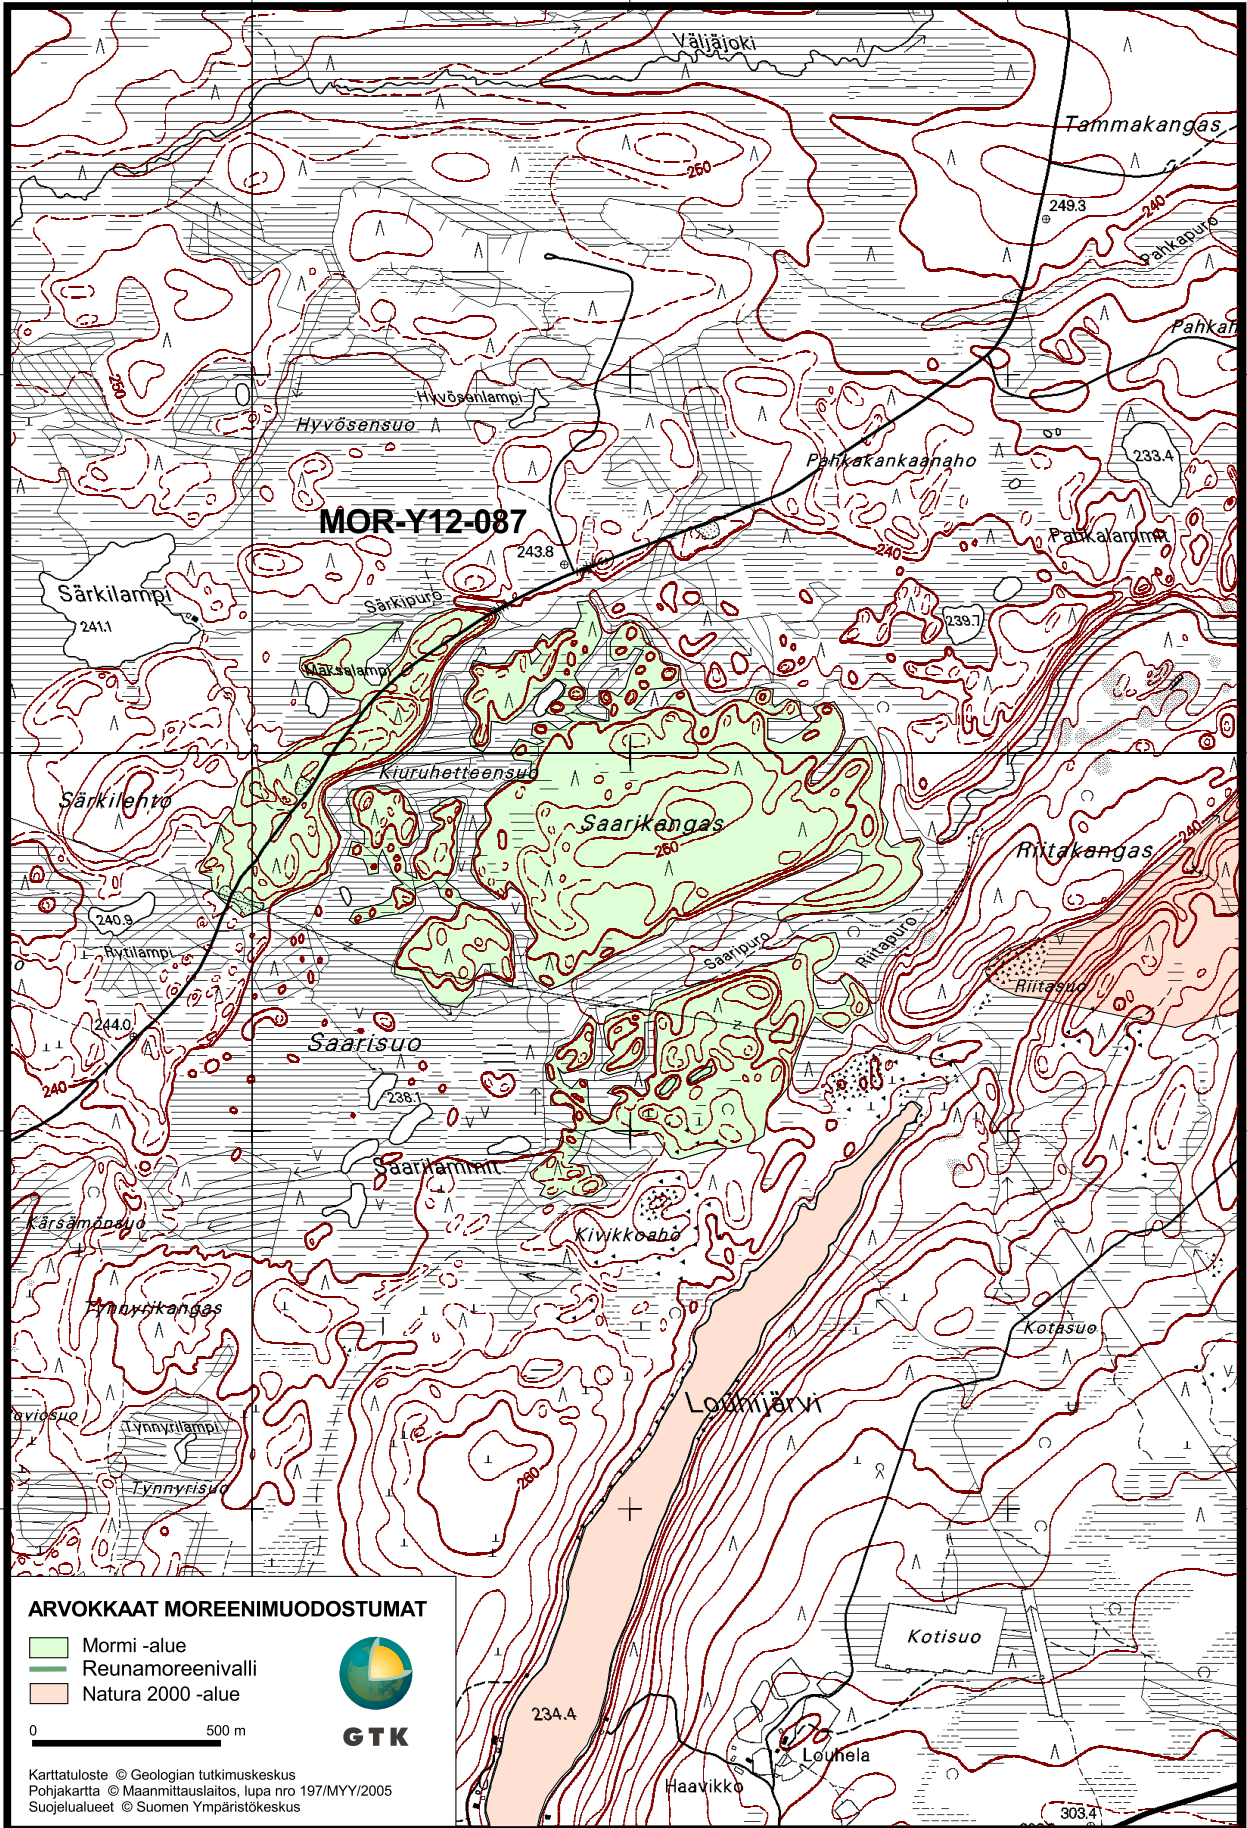 Väljäjoki
Tammakangas
250
249.3
240
Pahkapuro
Pahkah
250
Hyvösenlampi
Hyvösensuo
Pahkakankaanaho
233.4
MOR-Y12-087
Pahkalammit
243.8
240
Särkilampi
Särkipuro
241.1
239.7
Maksalampi
Kiuruhetteensuo
Särkilehto
Saarikangas
250
240
Riitakangas
240.9
Rytilampi
Saaripuro
Riitapuro
Riitasuo
244.0
Saarisuo
240
238.1
Saarilammit
Kärsämönsuo
Kivikkoaho
Tynnyrikangas
Kotasuo
Louhijärvi
oviosuo
Tynnyrilampi
260
Tynnyrisuo
ARVOKKAAT MOREENIMUODOSTUMAT
Mormi -alue
Reunamoreenivalli
Natura 2000 -alue
GTK
0 500 m
Kotisuo
234.4
Louhela
Haavikko
303.4
Karttatuloste © Geologian tutkimuskeskus
Pohjakartta © Maanmittauslaitos, lupa nro 197/MYY/2005
Suojelualueet © Suomen Ympäristökeskus